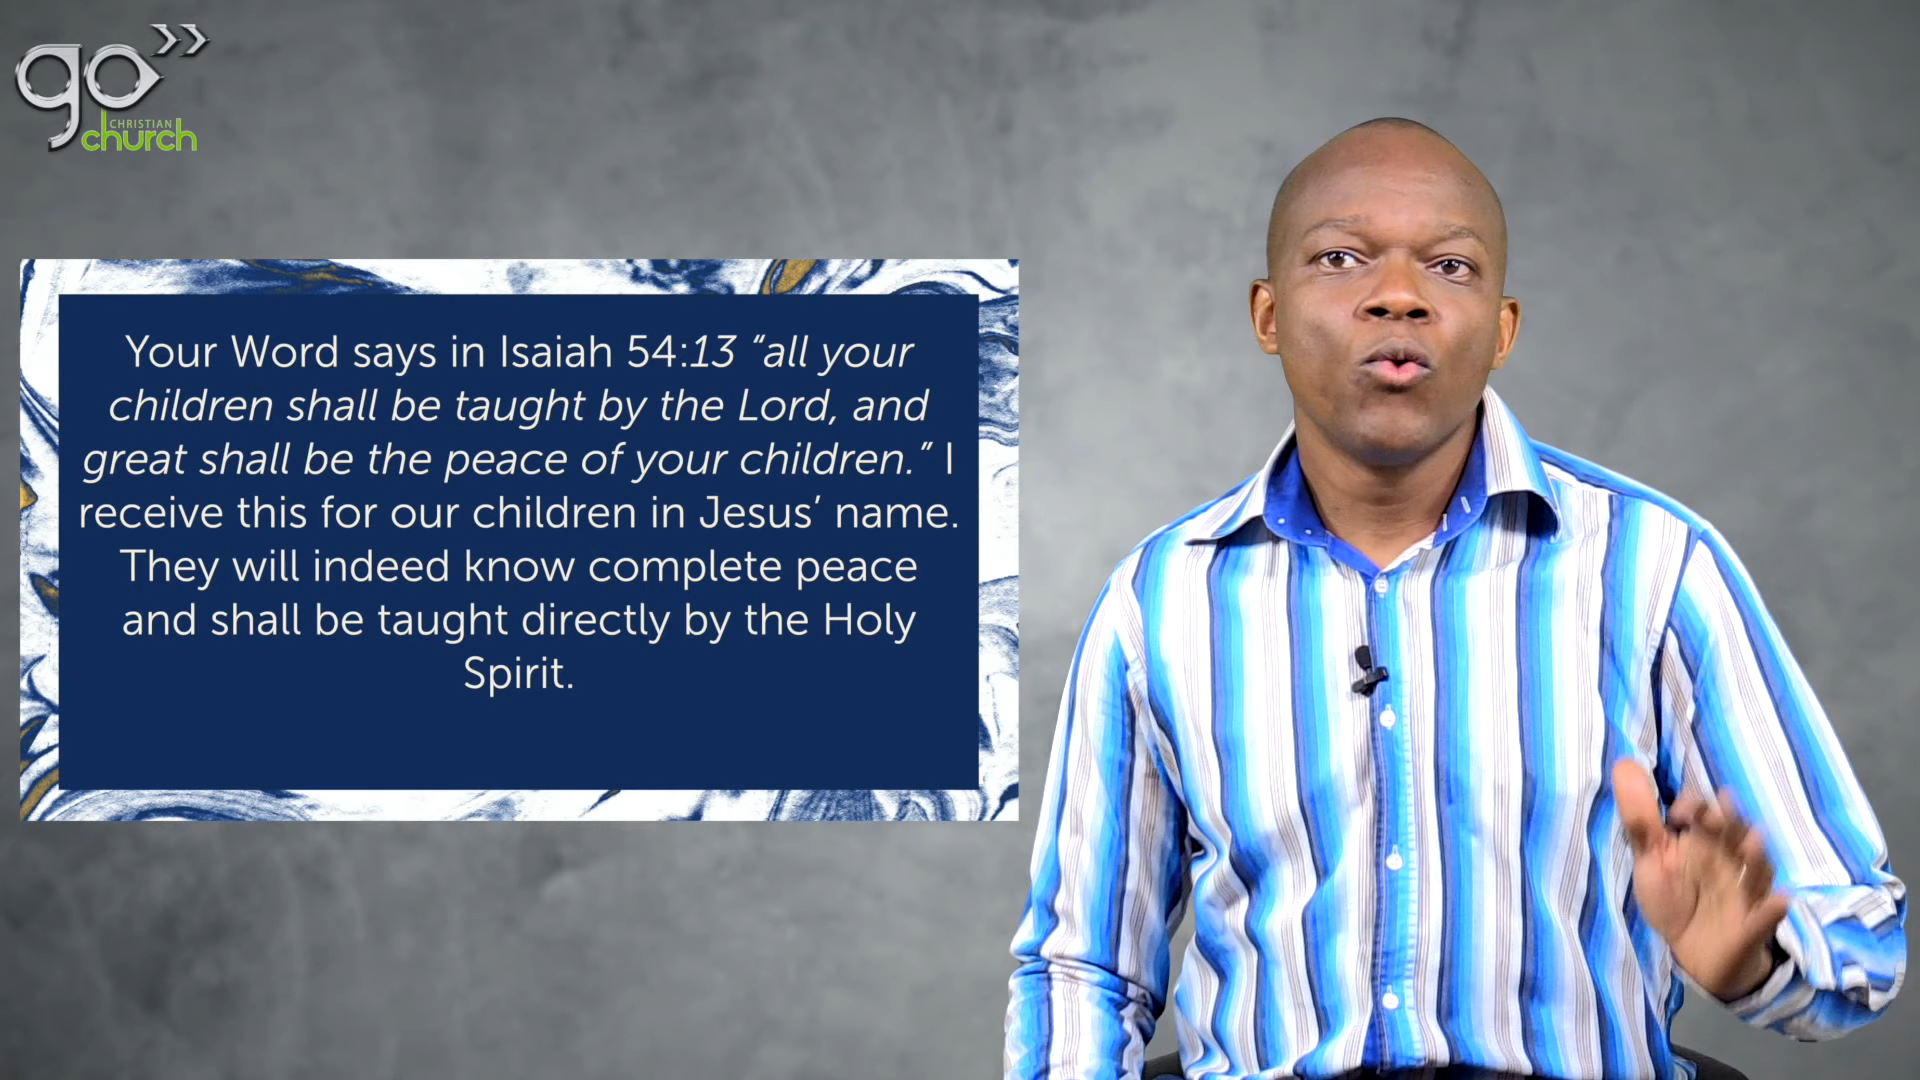 go
CHRISTIAN
church
Your Word says in Isaiah 54:13 “all your
children shall be taught by the Lord, and
great shall be the peace of your children.” I
receive this for our children in Jesus’ name.
They will indeed know complete peace
and shall be taught directly by the Holy
Spirit.